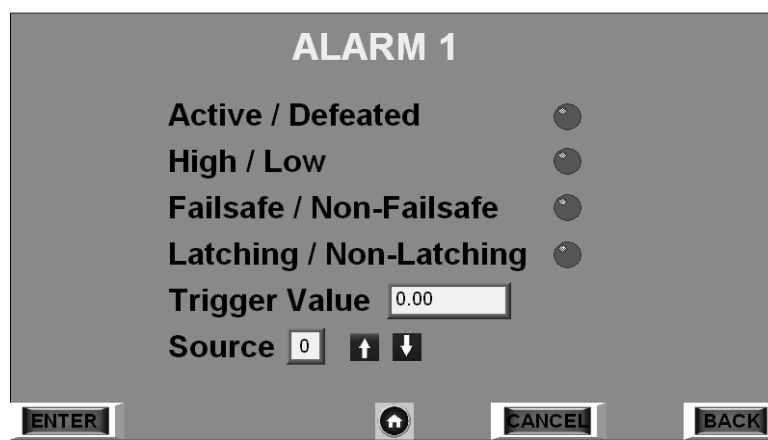 ALARM 1
Active / Defeated
High / Low
Failsafe / Non-Failsafe
Latching / Non-Latching
Trigger Value 0.00
Source 0
ENTER CANCEL BACK